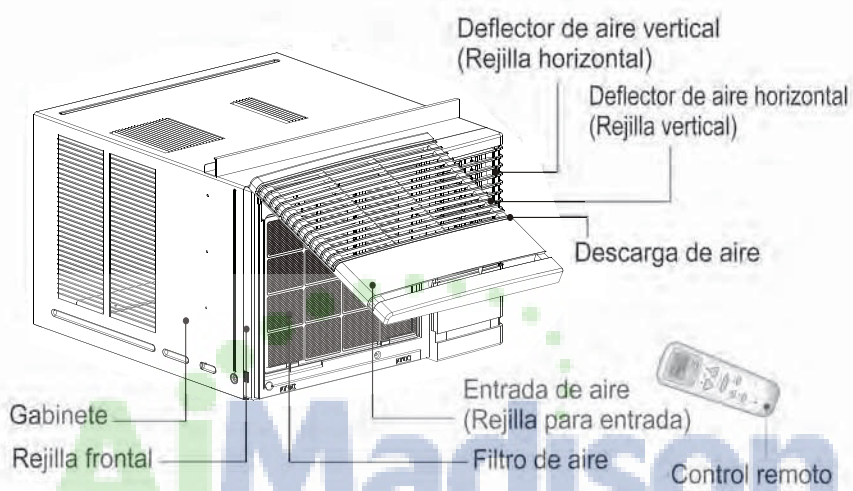 Deflector de aire vertical
(Rejilla horizontal)
Deflector de aire horizontal
(Rejilla vertical)
Descarga de aire
Entrada de aire
(Rejilla para entrada)
Gabinete
Rejilla frontal
Filtro de aire
Control remoto
AjMadison